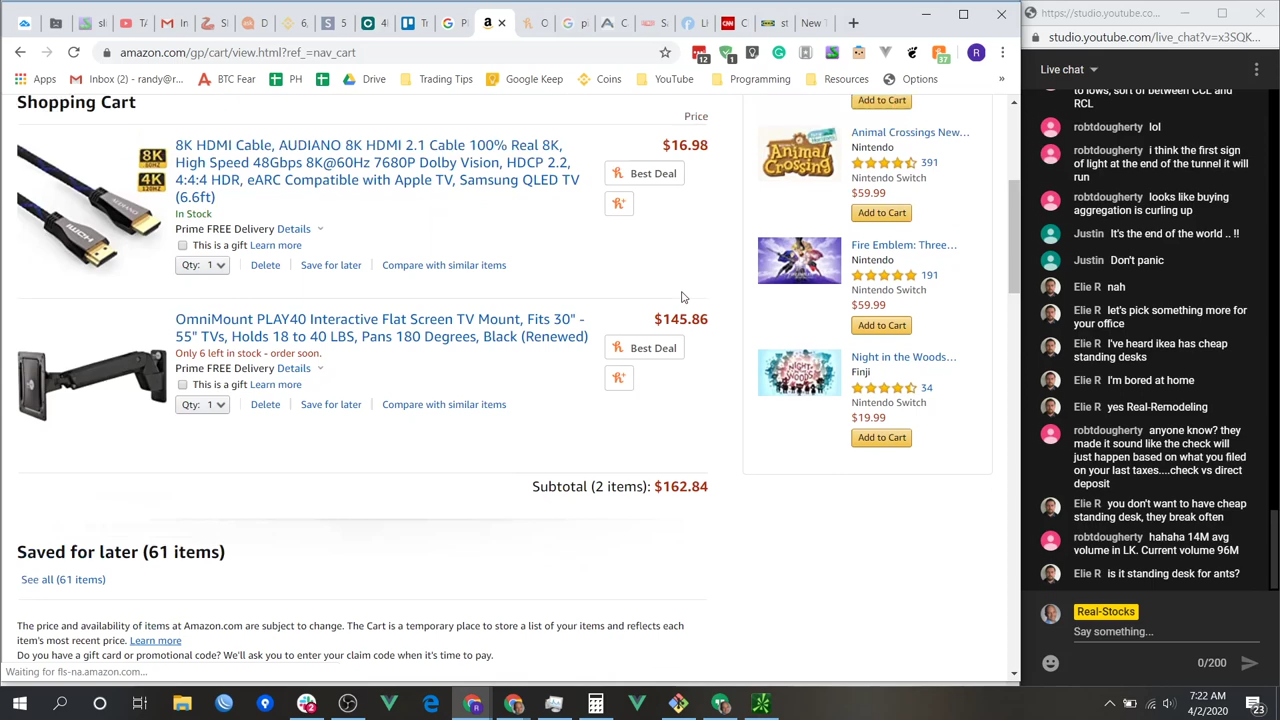 amazon.com/gp/cart/view.html?ref_=nav_cart
https://studio.youtube.com/co...
studio.youtube.com/live_chat?v=x3SQK...
Apps
Inbox (2) - randy@r...
BTC Fear
PH
Drive
Trading Tips
Google Keep
Coins
YouTube
Programming
Resources
Options
»
Shopping Cart
Price
8K HDMI Cable, AUDIANO 8K HDMI 2.1 Cable 100% Real 8K,
High Speed 48Gbps 8K@60Hz 7680P Dolby Vision, HDCP 2.2,
4:4:4 HDR, eARC Compatible with Apple TV, Samsung QLED TV
(6.6ft)
$16.98
Best Deal
In Stock
Prime FREE Delivery Details
This is a gift Learn more
Qty: 1
Delete
Save for later
Compare with similar items
OmniMount PLAY40 Interactive Flat Screen TV Mount, Fits 30" -
55" TVs, Holds 18 to 40 LBS, Pans 180 Degrees, Black (Renewed)
$145.86
Best Deal
Only 6 left in stock - order soon.
Prime FREE Delivery Details
This is a gift Learn more
Qty: 1
Delete
Save for later
Compare with similar items
Subtotal (2 items): $162.84
Saved for later (61 items)
See all (61 items)
The price and availability of items at Amazon.com are subject to change. The Cart is a temporary place to store a list of your items and reflects each
item's most recent price. Learn more
Do you have a gift card or promotional code? We'll ask you to enter your claim code when it's time to pay.
Waiting for fls-na.amazon.com...
Add to Cart
Animal Crossings New...
Nintendo
391
Nintendo Switch
$59.99
Add to Cart
Fire Emblem: Three...
Nintendo
191
Nintendo Switch
$59.99
Add to Cart
Night in the Woods...
Finji
34
Nintendo Switch
$19.99
Add to Cart
Live chat
to lows, sort of between CCL and
RCL
robtdougherty lol
robtdougherty i think the first sign
of light at the end of the tunnel it will
run
robtdougherty looks like buying
aggregation is curling up
Justin It's the end of the world .. !!
Justin Don't panic
Elie R nah
Elie R let's pick something more for
your office
Elie R I've heard ikea has cheap
standing desks
Elie R I'm bored at home
Elie R yes Real-Remodeling
robtdougherty anyone know? they
made it sound like the check will
just happen based on what you filed
on your last taxes....check vs direct
deposit
Elie R you don't want to have cheap
standing desk, they break often
robtdougherty hahaha 14M avg
volume in LK. Current volume 96M
Elie R is it standing desk for ants?
Real-Stocks
Say something...
0/200
7:22 AM
4/2/2020
23